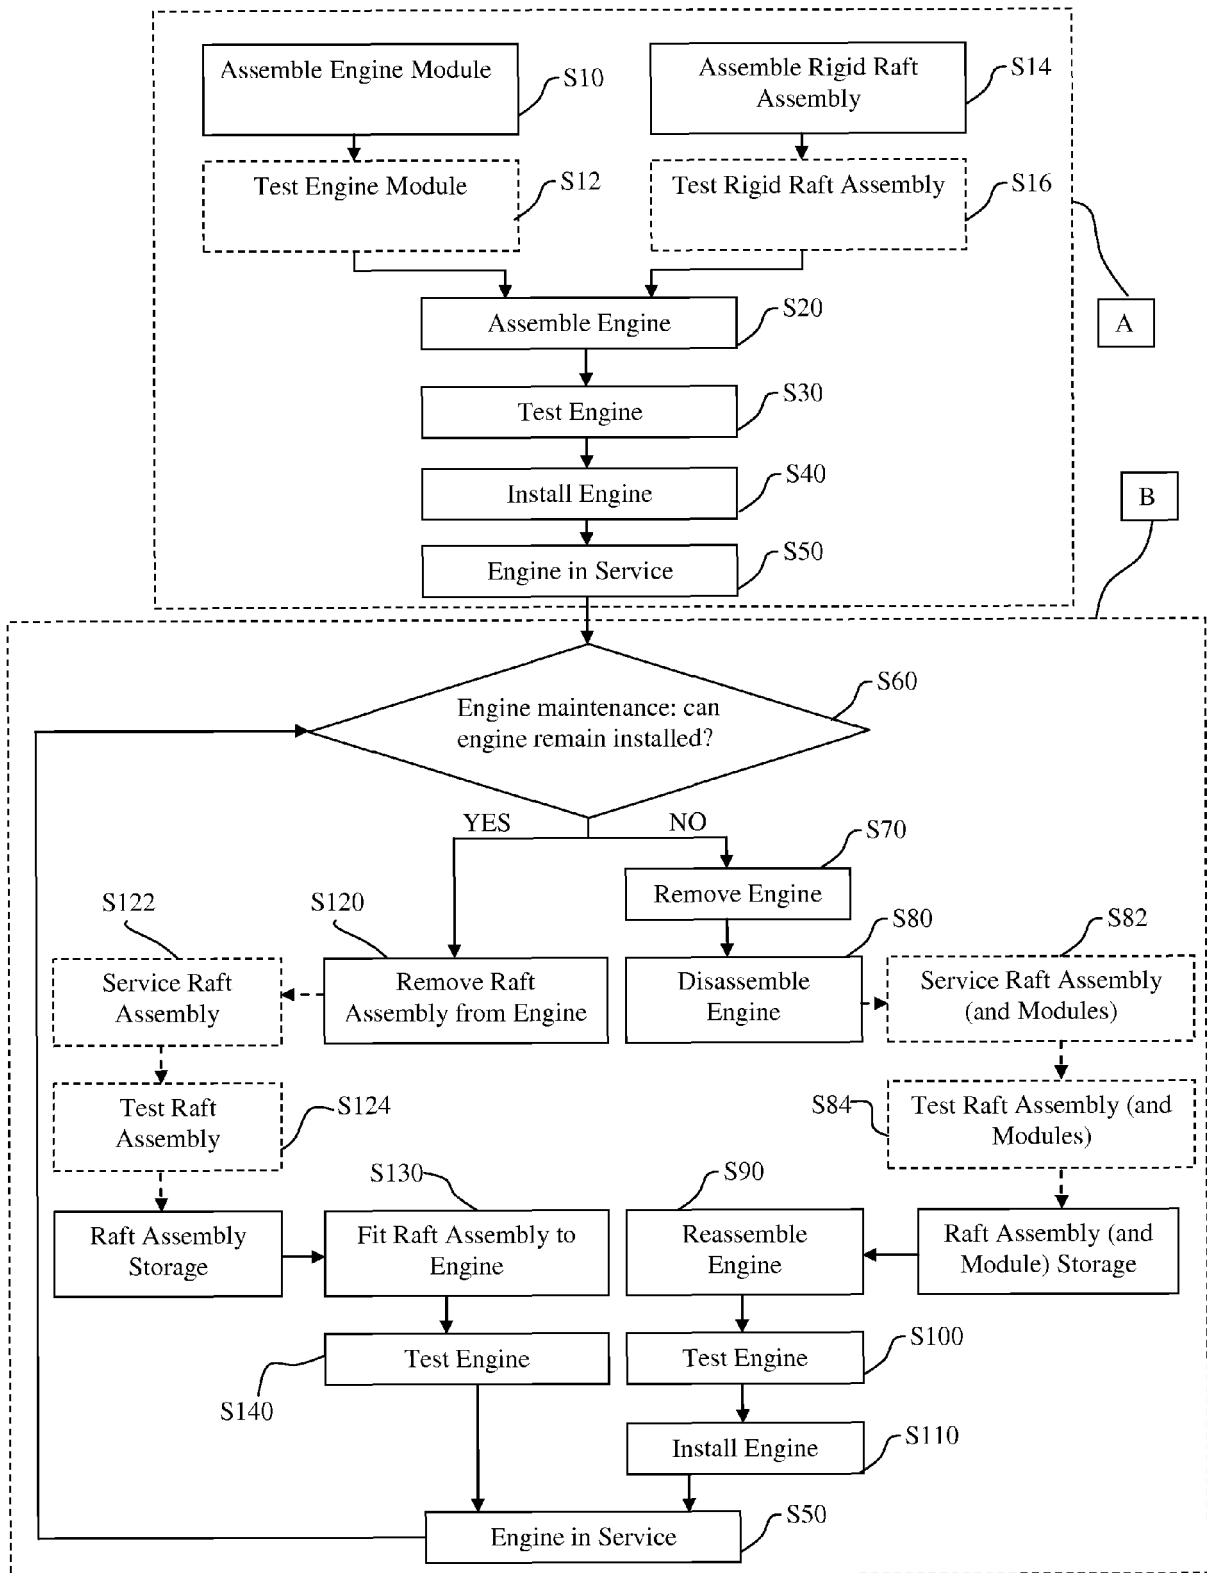 Assemble Engine Module
S10
Assemble Rigid Raft
Assembly
S14
Test Engine Module
S12
Test Rigid Raft Assembly
S16
A
Assemble Engine
S20
Test Engine
S30
Install Engine
S40
B
Engine in Service
S50
Engine maintenance: can
engine remain installed?
S60
YES
NO
S70
Remove Engine
S122
S120
S80
S82
Service Raft
Assembly
Remove Raft
Assembly from Engine
Disassemble
Engine
Service Raft Assembly
(and Modules)
Test Raft
Assembly
S124
S84
Test Raft Assembly (and
Modules)
S130
S90
Raft Assembly
Storage
Fit Raft Assembly to
Engine
Reassemble
Engine
Raft Assembly (and
Module) Storage
Test Engine
S140
Test Engine
S100
Install Engine
S110
Engine in Service
S50